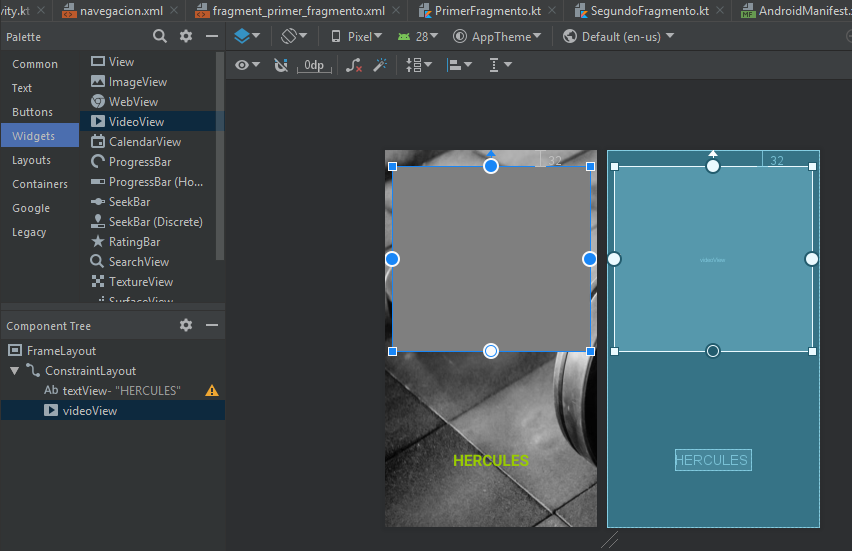 vity.kt navegacion.xml fragment_primer_fragmento.xml PrimerFragmento.kt SegundoFragmento.kt AndroidManifest.x
Palette
Pixel 28 AppTheme Default (en-us)
0dp
Common
Text
Buttons
Widgets
Layouts
Containers
Google
Legacy
View
ImageView
WebView
VideoView
CalendarView
ProgressBar
ProgressBar (Ho...
SeekBar
SeekBar (Discrete)
RatingBar
SearchView
TextureView
SurfaceView
Component Tree
FrameLayout
ConstraintLayout
Ab textView- "HERCULES"
videoView
32
HERCULES
32
videoView
HERCULES